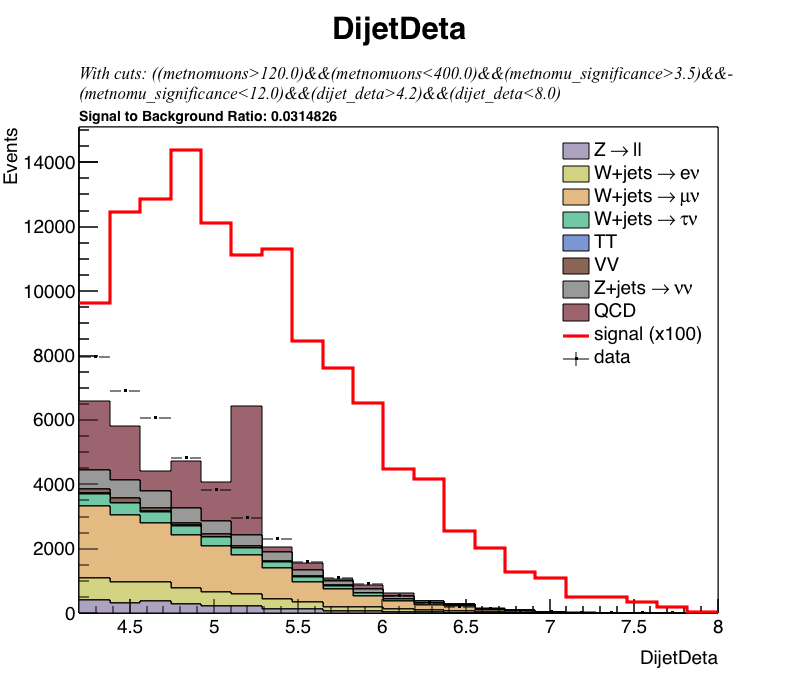 DijetDeta
With cuts: ((metnomuons>120.0)&&(metnomuons<400.0)&&(metnomu_significance>3.5)&&-
(metnomu_significance<12.0)&&(dijet_deta>4.2)&&(dijet_deta<8.0)
Signal to Background Ratio: 0.0314826
Events
14000
12000
10000
8000
6000
4000
2000
0
Z → ll
W+jets → eν
W+jets → μν
W+jets → τν
TT
VV
Z+jets → νν
QCD
signal (x100)
data
4.5 5 5.5 6 6.5 7 7.5 8
DijetDeta